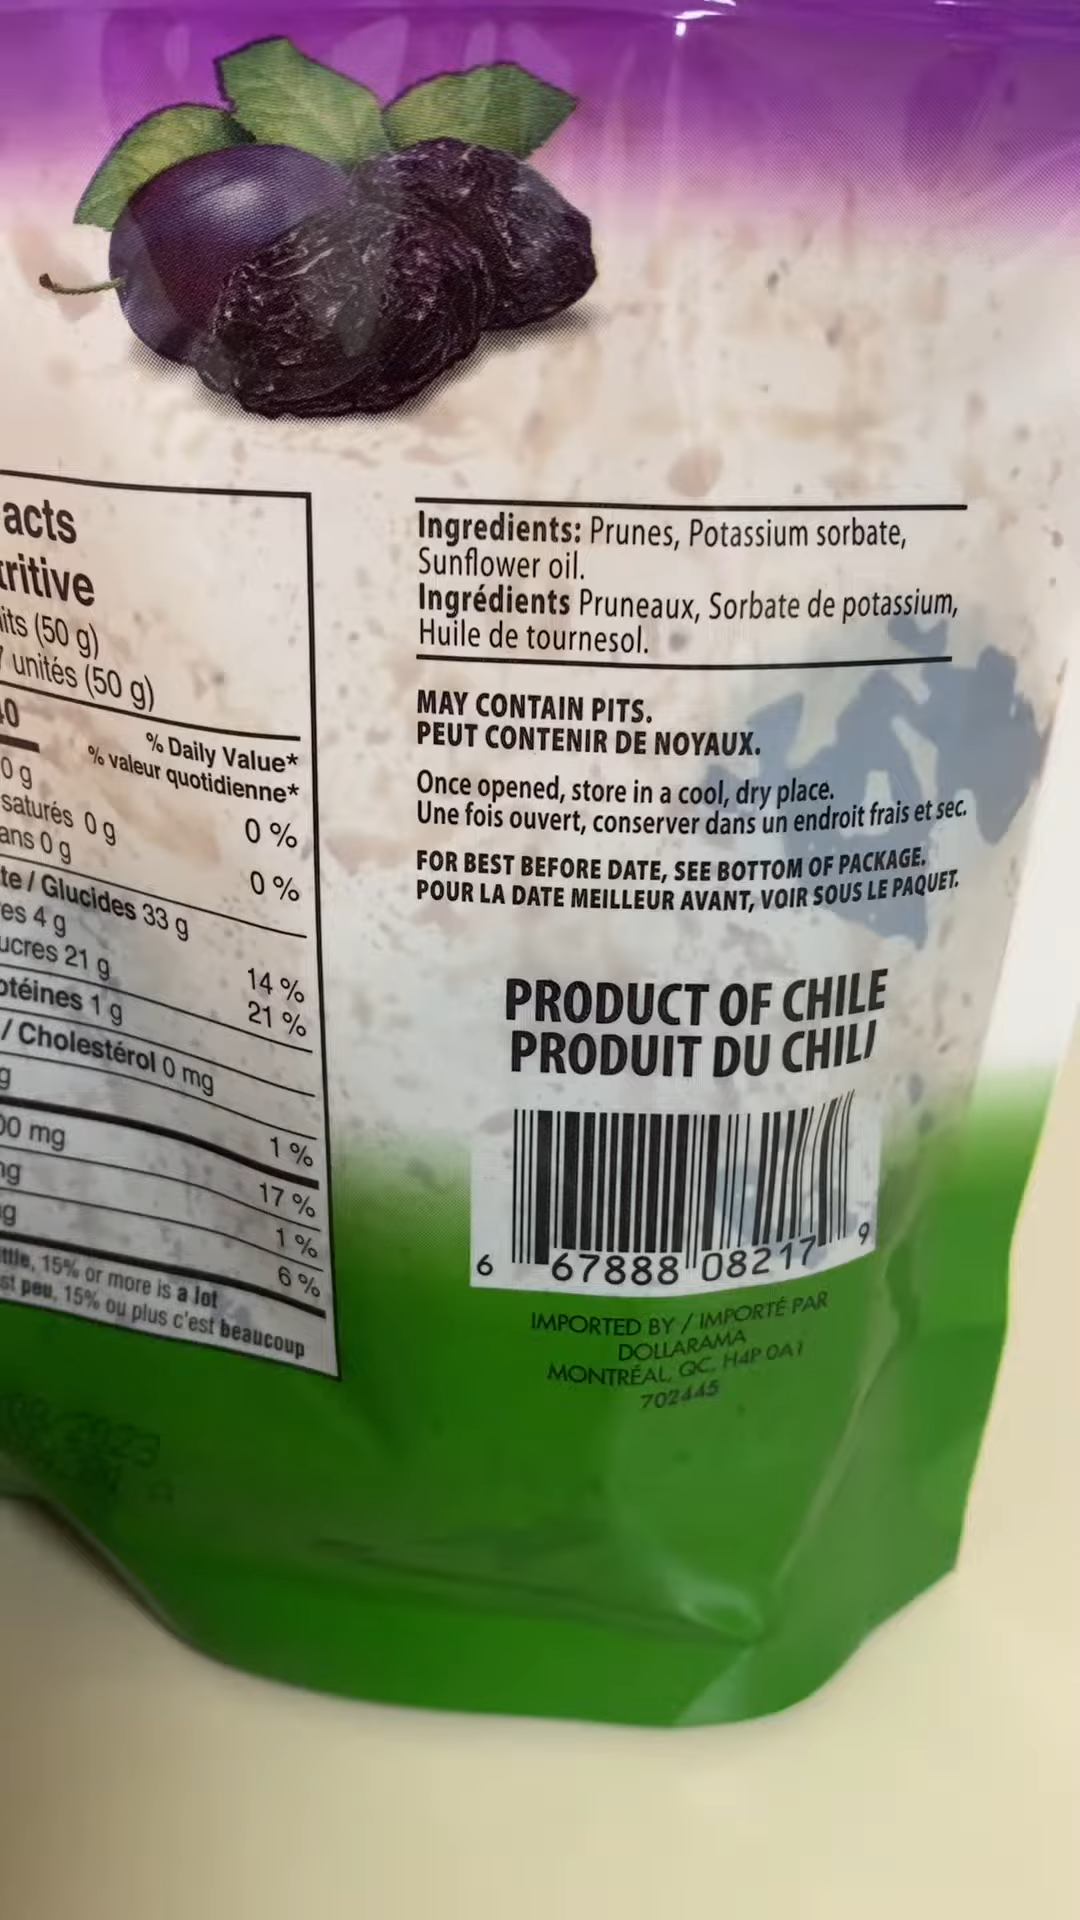 acts
ritive
its (50 g)
7 unités (50 g)
% Daily Value*
% valeur quotidienne*
0 g
0 %
saturés 0 g
ans 0 g
0 %
te / Glucides 33 g
es 4 g
14 %
ucres 21 g
21 %
otéines 1 g
/ Cholestérol 0 mg
g
1 %
00 mg
17 %
1 %
6 %
ttle, 15% or more is a lot
st peu, 15% ou plus c'est beaucoup
Ingredients: Prunes, Potassium sorbate,
Sunflower oil.
Ingrédients Pruneaux, Sorbate de potassium,
Huile de tournesol.
MAY CONTAIN PITS.
PEUT CONTENIR DE NOYAUX.
Once opened, store in a cool, dry place.
Une fois ouvert, conserver dans un endroit frais et sec.
FOR BEST BEFORE DATE, SEE BOTTOM OF PACKAGE.
POUR LA DATE MEILLEUR AVANT, VOIR SOUS LE PAQUET.
PRODUCT OF CHILE
PRODUIT DU CHILI
6 67888 08217 9
IMPORTED BY / IMPORTÉ PAR
DOLLARAMA
MONTRÉAL, QC, H4P 0A1
702445